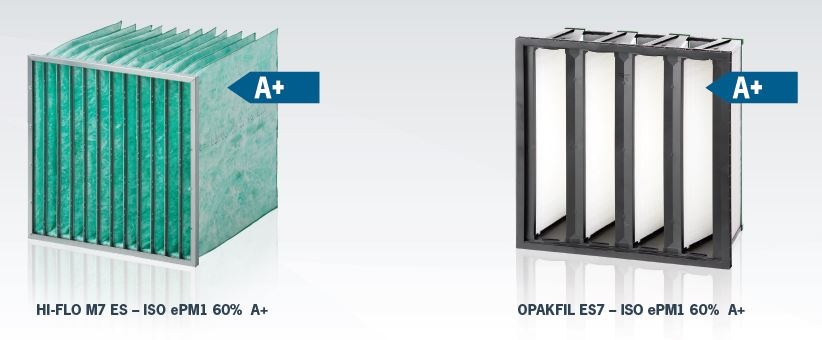 A+
A+
HI-FLO M7 ES – ISO ePM1 60% A+
OPAKFIL ES7 – ISO ePM1 60% A+